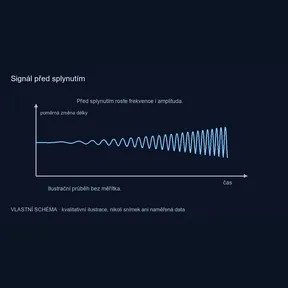 Signál před splynutím
Před splynutím roste frekvence i amplituda.
poměrná změna délky
čas
Ilustrační průběh bez měřítka.
VLASTNÍ SCHÉMA · kvalitativní ilustrace, nikoli snímek ani naměřená data